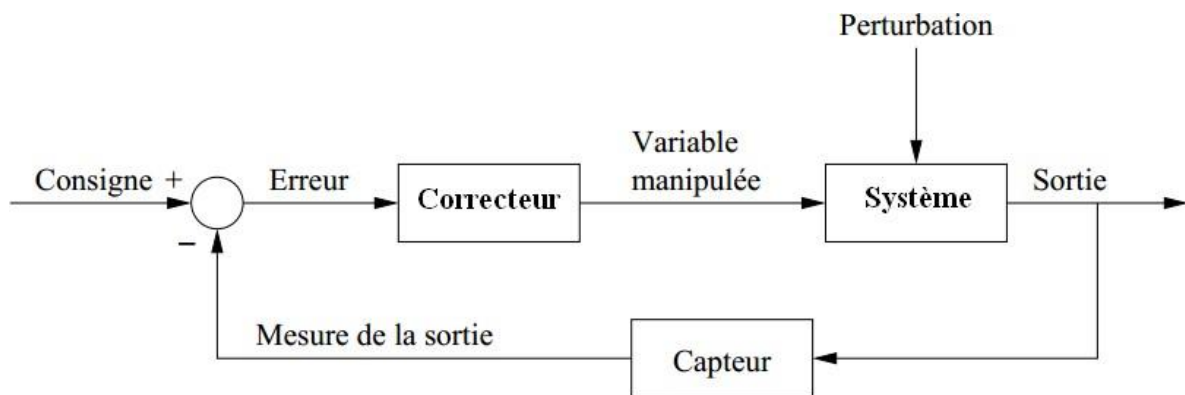 Perturbation
Variable
manipulée
Consigne +
Erreur
Correcteur
Système
Sortie
−
Mesure de la sortie
Capteur